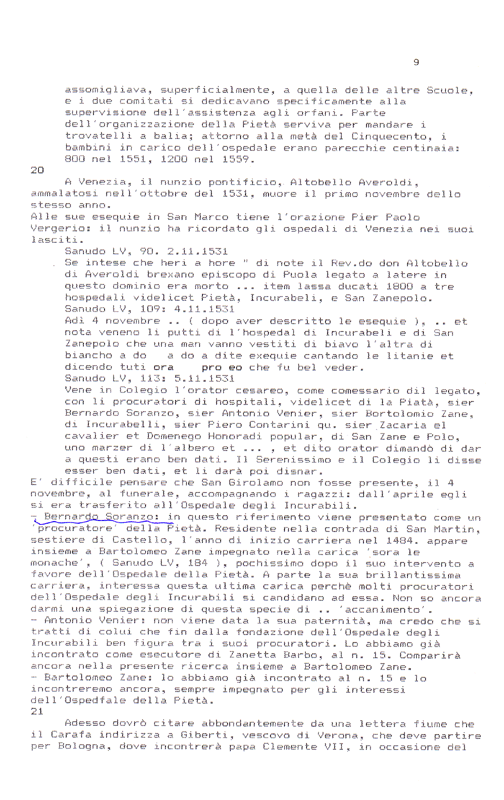 9
assomigliava, superficialmente, a quella delle altre Scuole,
e i due comitati si dedicavano specificamente alla
supervisione dell'assistenza agli orfani. Parte
dell'organizzazione della Pietà serviva per mandare i
trovatelli a balia; attorno alla metà del Cinquecento, i
bambini in carico dell'ospedale erano parecchie centinaia:
800 nel 1551, 1200 nel 1559.
20
A Venezia, il nunzio pontificio, Altobello Averoldi,
ammalatosi nell'ottobre del 1531, muore il primo novembre dello
stesso anno.
Alle sue esequie in San Marco tiene l'orazione Pier Paolo
Vergerio: il nunzio ha ricordato gli ospedali di Venezia nei suoi
lasciti.
Sanudo LV, 90. 2.11.1531
Se intese che heri a hore " di note il Rev.do don Altobello
di Averoldi brexano episcopo di Puola legato a latere in
questo dominio era morto ... item lassa ducati 1800 a tre
hospedali videlicet Pietà, Incurabeli, e San Zanepolo.
Sanudo LV, 109: 4.11.1531
Adi 4 novembre .. ( dopo aver descritto le esequie ), .. et
nota veneno li putti di l'hospedal di Incurabeli e di San
Zanepolo che una man vanno vestiti di biavo l'altra di
biancho a do a do a dite exequie cantando le litanie et
dicendo tuti ora pro eo che fu bel veder.
Sanudo LV, 113: 5.11.1531
Vene in Colegio l'orator cesareo, come comessario dil legato,
con li procuratori di hospitali, videlicet di la Piatà, sier
Bernardo Soranzo, sier Antonio Venier, sier Bortolomio Zane,
di Incurabelli, sier Piero Contarini qu. sier Zacaria el
cavalier et Domenego Honoradi popular, di San Zane e Polo,
uno marzer di l'albero et ... , et dito orator dimandò di dar
a questi erano ben dati. Il Serenissimo e il Colegio li disse
esser ben dati, et li darà poi disnar.
E' difficile pensare che San Girolamo non fosse presente, il 4
novembre, al funerale, accompagnando i ragazzi: dall'aprile egli
si era trasferito all'Ospedale degli Incurabili.
- Bernardo Soranzo: in questo riferimento viene presentato come un
'procuratore' della Pietà. Residente nella contrada di San Martin,
sestiere di Castello, l'anno di inizio carriera nel 1484. appare
insieme a Bartolomeo Zane impegnato nella carica 'sora le
monache', ( Sanudo LV, 184 ), pochissimo dopo il suo intervento a
favore dell'Ospedale della Pietà. A parte la sua brillantissima
carriera, interessa questa ultima carica perchè molti procuratori
dell'Ospedale degli Incurabili si candidano ad essa. Non so ancora
darmi una spiegazione di questa specie di .. 'accanimento'.
- Antonio Venier: non viene data la sua paternità, ma credo che si
tratti di colui che fin dalla fondazione dell'Ospedale degli
Incurabili ben figura tra i suoi procuratori. Lo abbiamo già
incontrato come esecutore di Zanetta Barbo, al n. 15. Comparirà
ancora nella presente ricerca insieme a Bartolomeo Zane.
- Bartolomeo Zane: lo abbiamo già incontrato al n. 15 e lo
incontreremo ancora, sempre impegnato per gli interessi
dell'Ospedfale della Pietà.
21
Adesso dovrò citare abbondantemente da una lettera fiume che
il Carafa indirizza a Giberti, vescovo di Verona, che deve partire
per Bologna, dove incontrerà papa Clemente VII, in occasione del